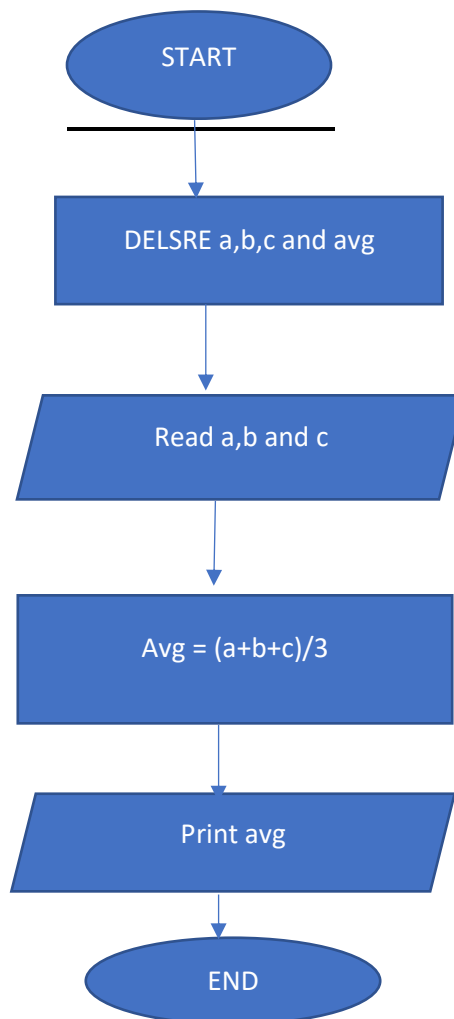 START
DELSRE a,b,c and avg
Read a,b and c
Avg = (a+b+c)/3
Print avg
END